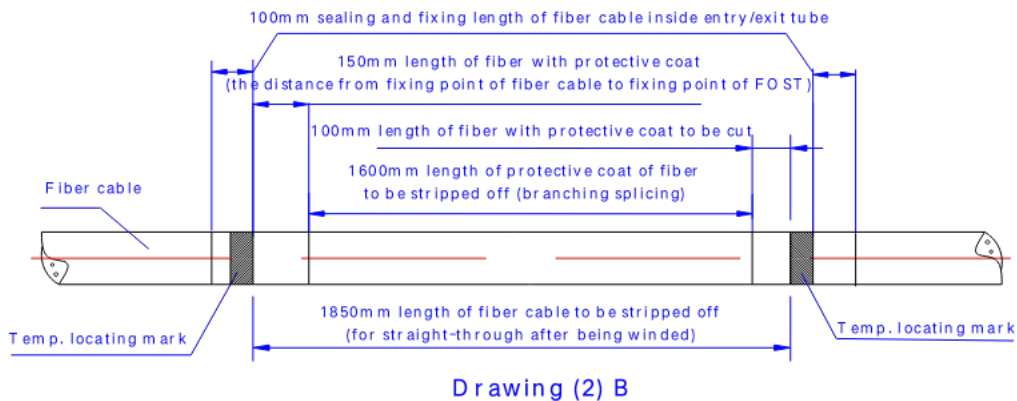 100mm sealing and fixing length of fiber cable inside entry/exit tube
150mm length of fiber with protective coat
(the distance from fixing point of fiber cable to fixing point of FOST)
100mm length of fiber with protective coat to be cut
1600mm length of protective coat of fiber
to be stripped off (branching splicing)
Fiber cable
1850mm length of fiber cable to be stripped off
(for straight-through after being winded)
Temp. locating mark
Temp. locating mark
Drawing (2) B